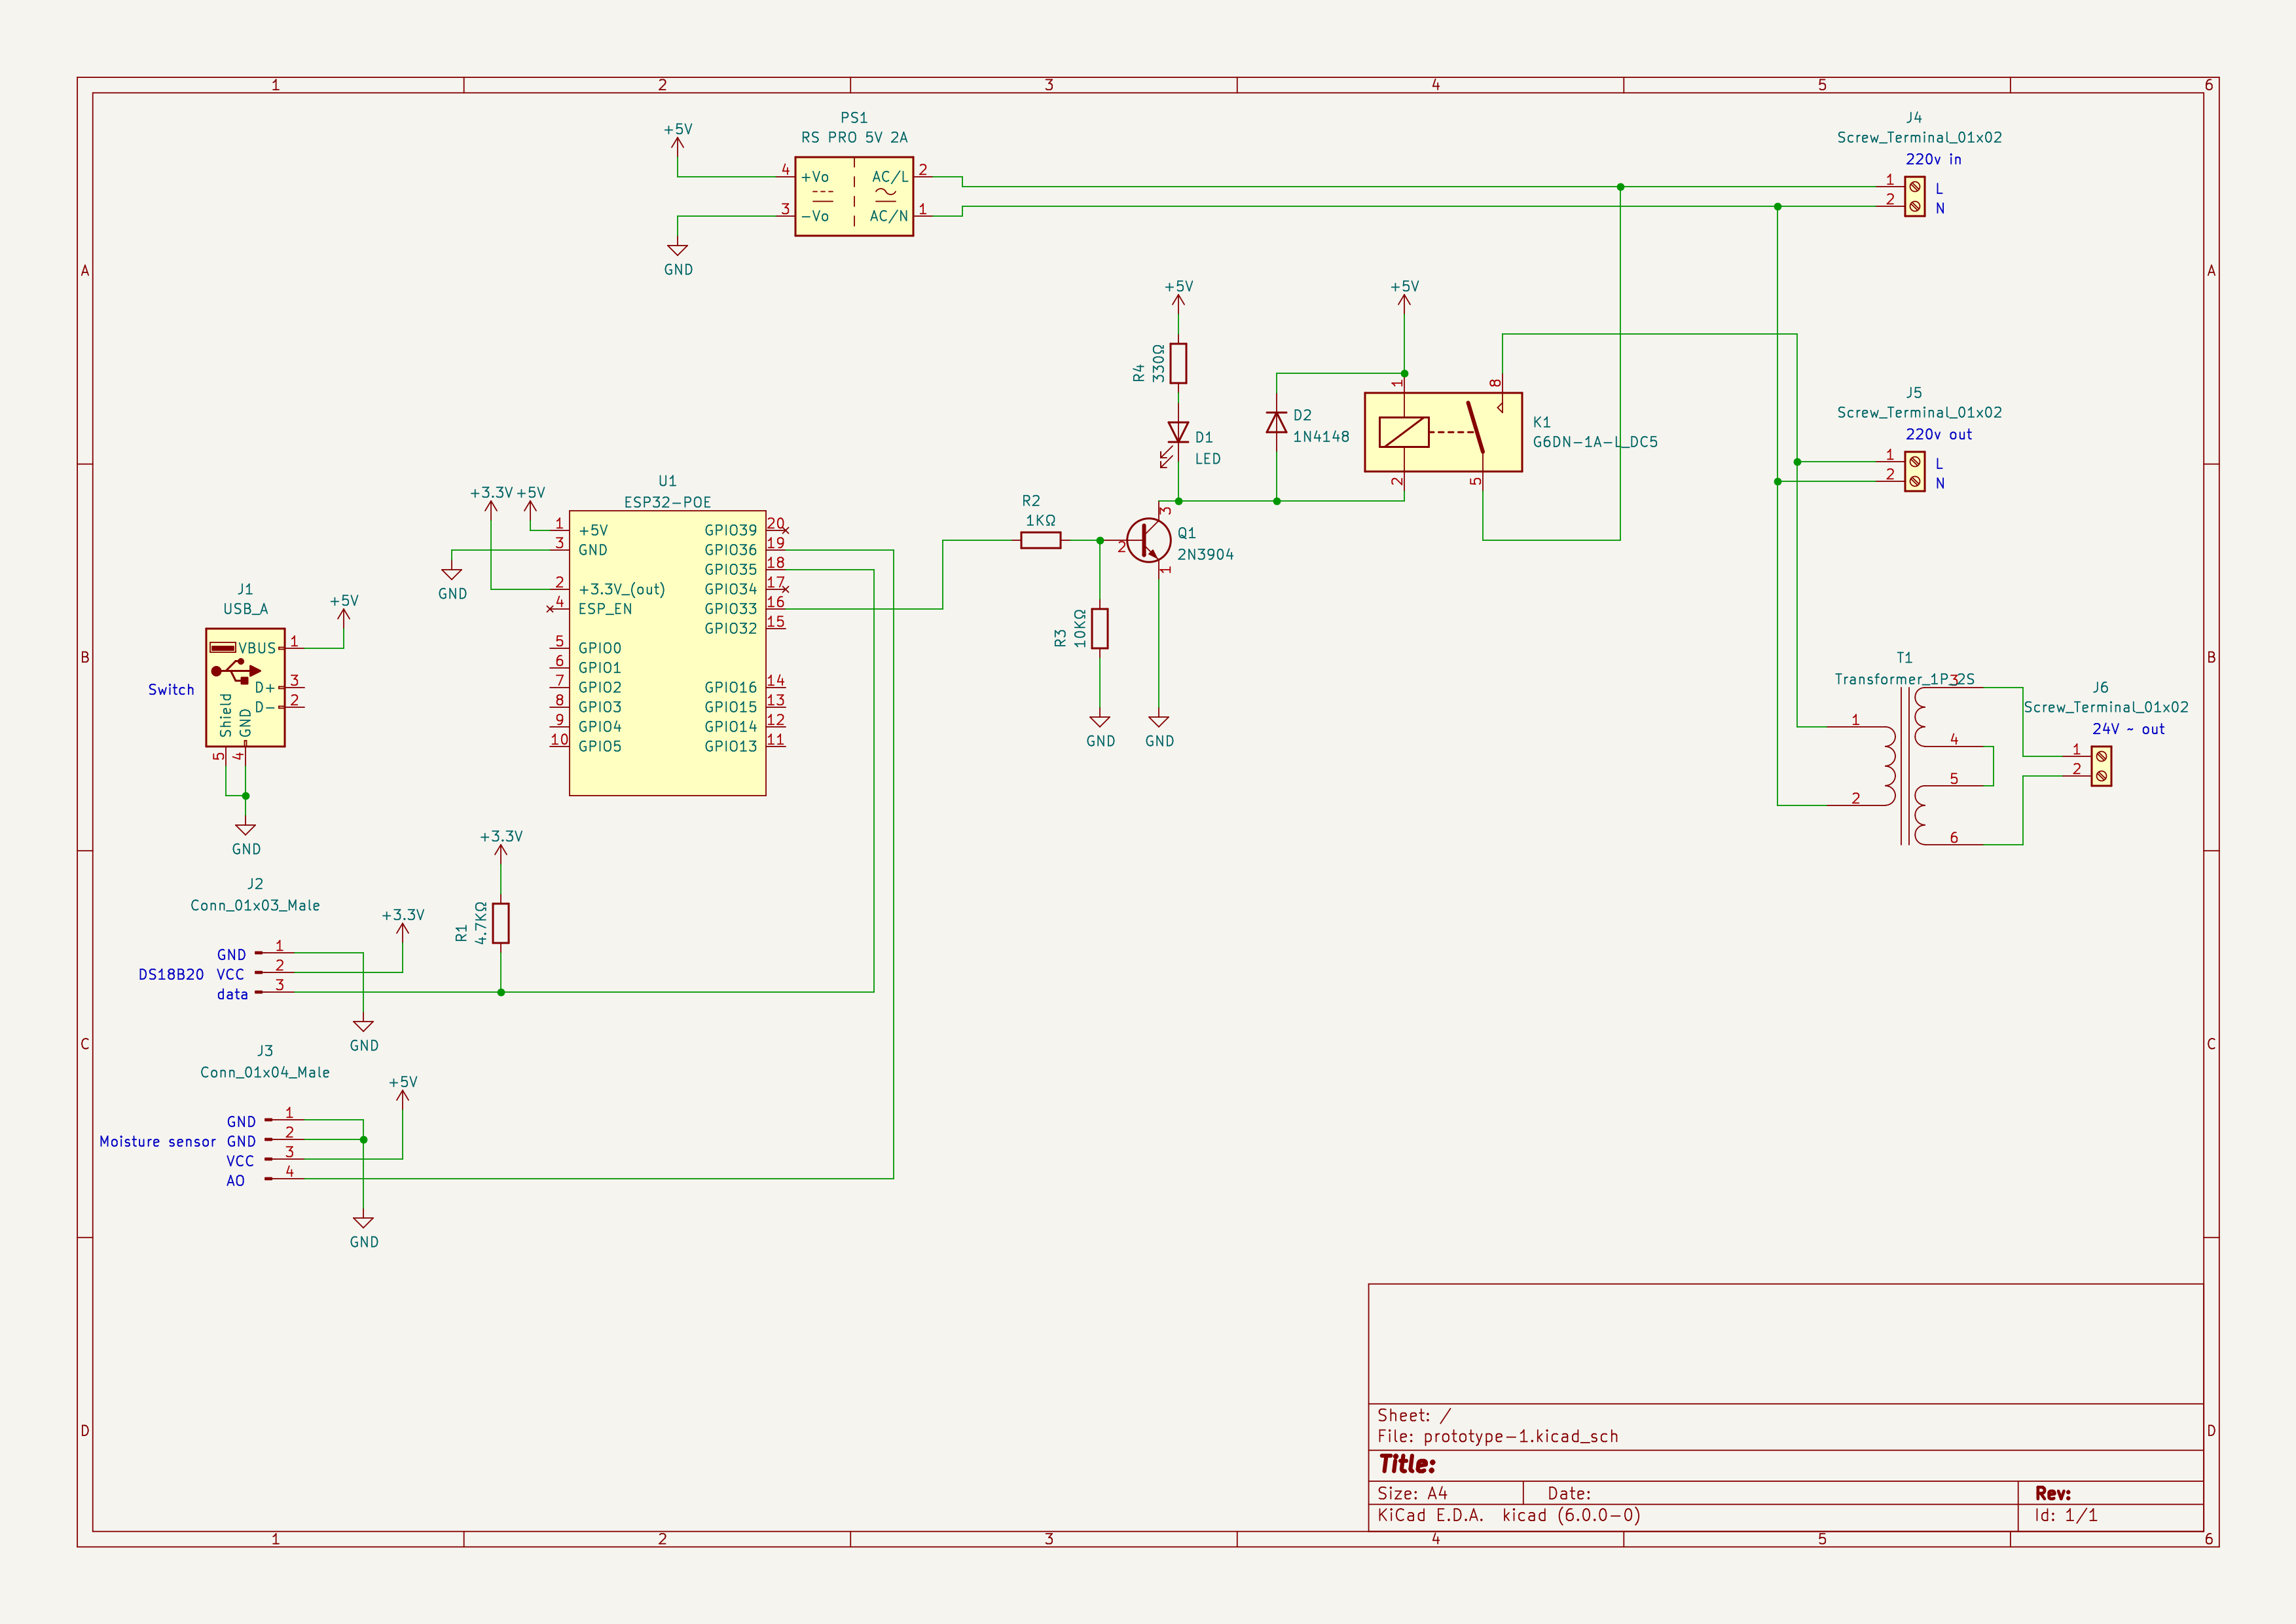 1 2 3 4 5 6
A
B
C
D
A
B
C
D
1 2 3 4 5 6
PS1
RS PRO 5V 2A
+5V
4 +Vo AC/L 2
3 -Vo AC/N 1
GND
J4
Screw_Terminal_01x02
220v in
1 L
2 N
+5V
R4
330Ω
D1
LED
D2
1N4148
+5V
1 8
2 5
K1
G6DN-1A-L_DC5
J5
Screw_Terminal_01x02
220v out
1 L
2 N
U1
ESP32-POE
+3.3V +5V
1 +5V GPIO39 20
3 GND GPIO36 19
GPIO35 18
2 +3.3V_(out) GPIO34 17
4 ESP_EN GPIO33 16
GPIO32 15
5 GPIO0
6 GPIO1
7 GPIO2 GPIO16 14
8 GPIO3 GPIO15 13
9 GPIO4 GPIO14 12
10 GPIO5 GPIO13 11
GND
R2
1KΩ
R3
10KΩ
GND
3
2
1
Q1
2N3904
GND
J1
USB_A
+5V
VBUS 1
D+ 3
D- 2
Shield
GND
5 4
Switch
GND
T1
Transformer_1P_2S
1
2
3
4
5
6
J6
Screw_Terminal_01x02
24V ~ out
1
2
+3.3V
R1
4.7KΩ
J2
Conn_01x03_Male
+3.3V
GND 1
DS18B20 VCC 2
data 3
GND
J3
Conn_01x04_Male
+5V
GND 1
Moisture sensor GND 2
VCC 3
AO 4
GND
Sheet: /
File: prototype-1.kicad_sch
Title:
Size: A4 Date: Rev:
KiCad E.D.A. kicad (6.0.0-0) Id: 1/1